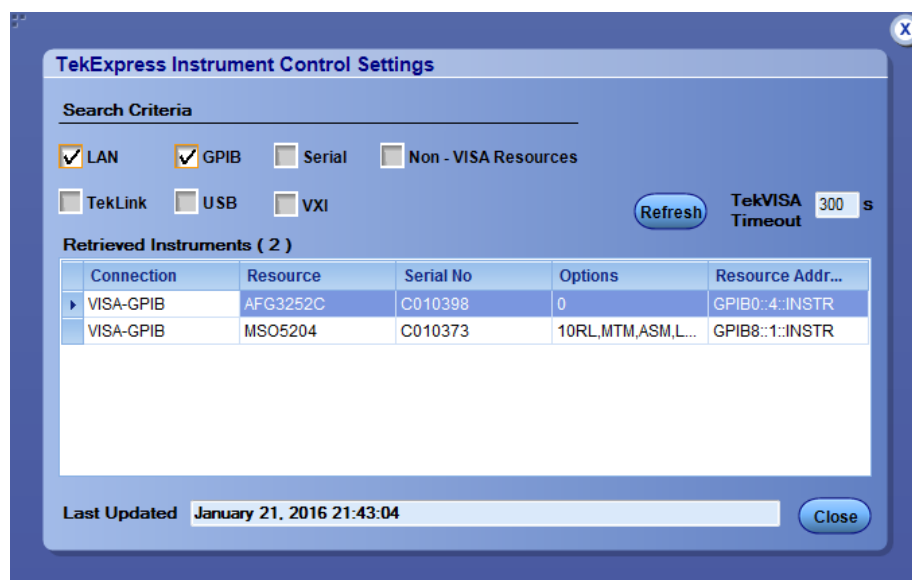 X
TekExpress Instrument Control Settings
Search Criteria
LAN GPIB Serial Non - VISA Resources
TekLink USB VXI
Refresh TekVISA Timeout 300 s
Retrieved Instruments ( 2 )
Connection Resource Serial No Options Resource Addr...
VISA-GPIB AFG3252C C010398 0 GPIB0::4::INSTR
VISA-GPIB MSO5204 C010373 10RL,MTM,ASM,L... GPIB8::1::INSTR
Last Updated January 21, 2016 21:43:04
Close